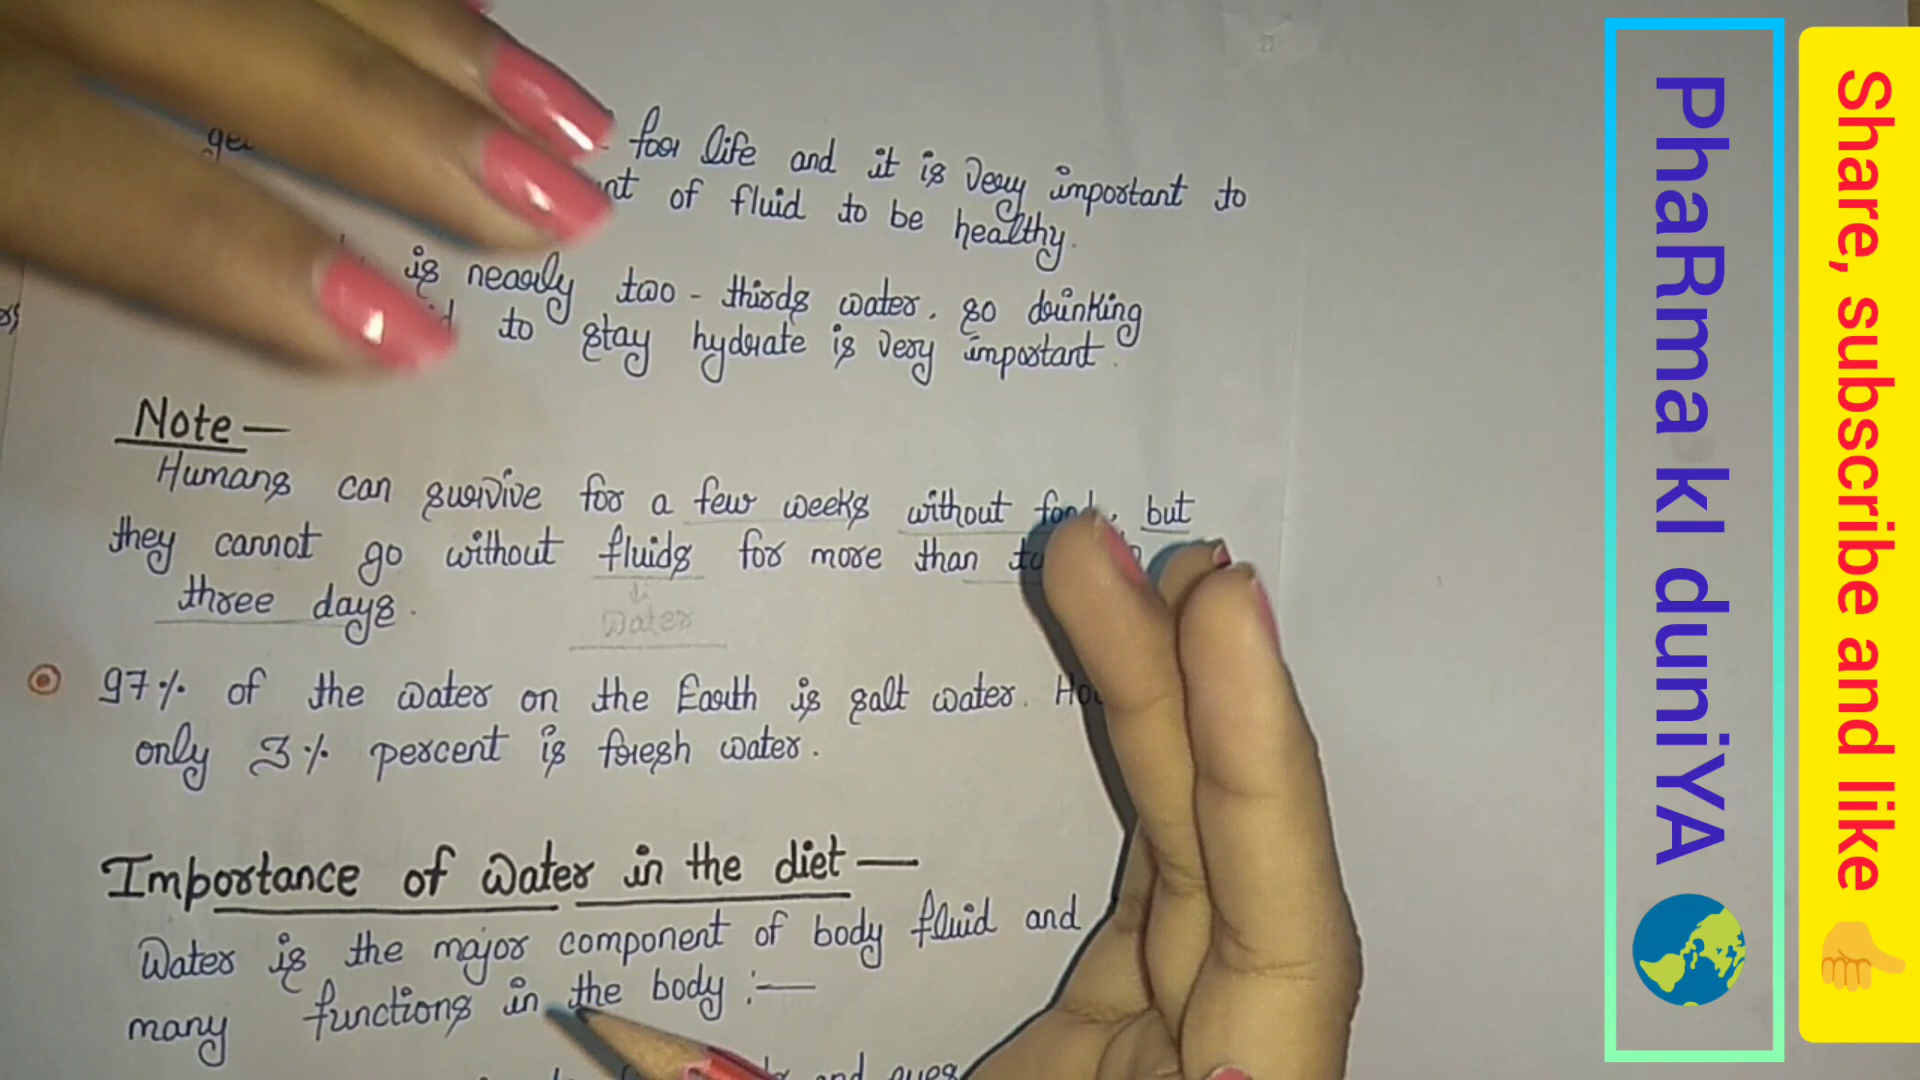 for life and it is very important to
of fluid to be healthy.
is nearly two - thirds water. so drinking
to stay hydrate is very important.
Note —
Humans can survive for a few weeks without food, but
they cannot go without fluids for more than
three days.
↓
Water
97% of the water on the Earth is salt water.
only 3% percent is fresh water.
Importance of Water in the diet —
Water is the major component of body fluid and
many functions in the body :—
and eyes
PhaRma kI duniYA 🌍
Share, subscribe and like 👍